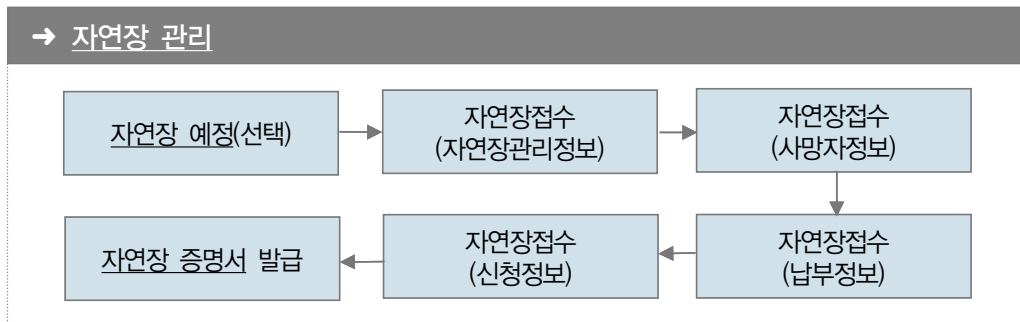 ➜ 자연장 관리
자연장 예정(선택)
자연장접수
(자연장관리정보)
자연장접수
(사망자정보)
자연장접수
(납부정보)
자연장접수
(신청정보)
자연장 증명서 발급